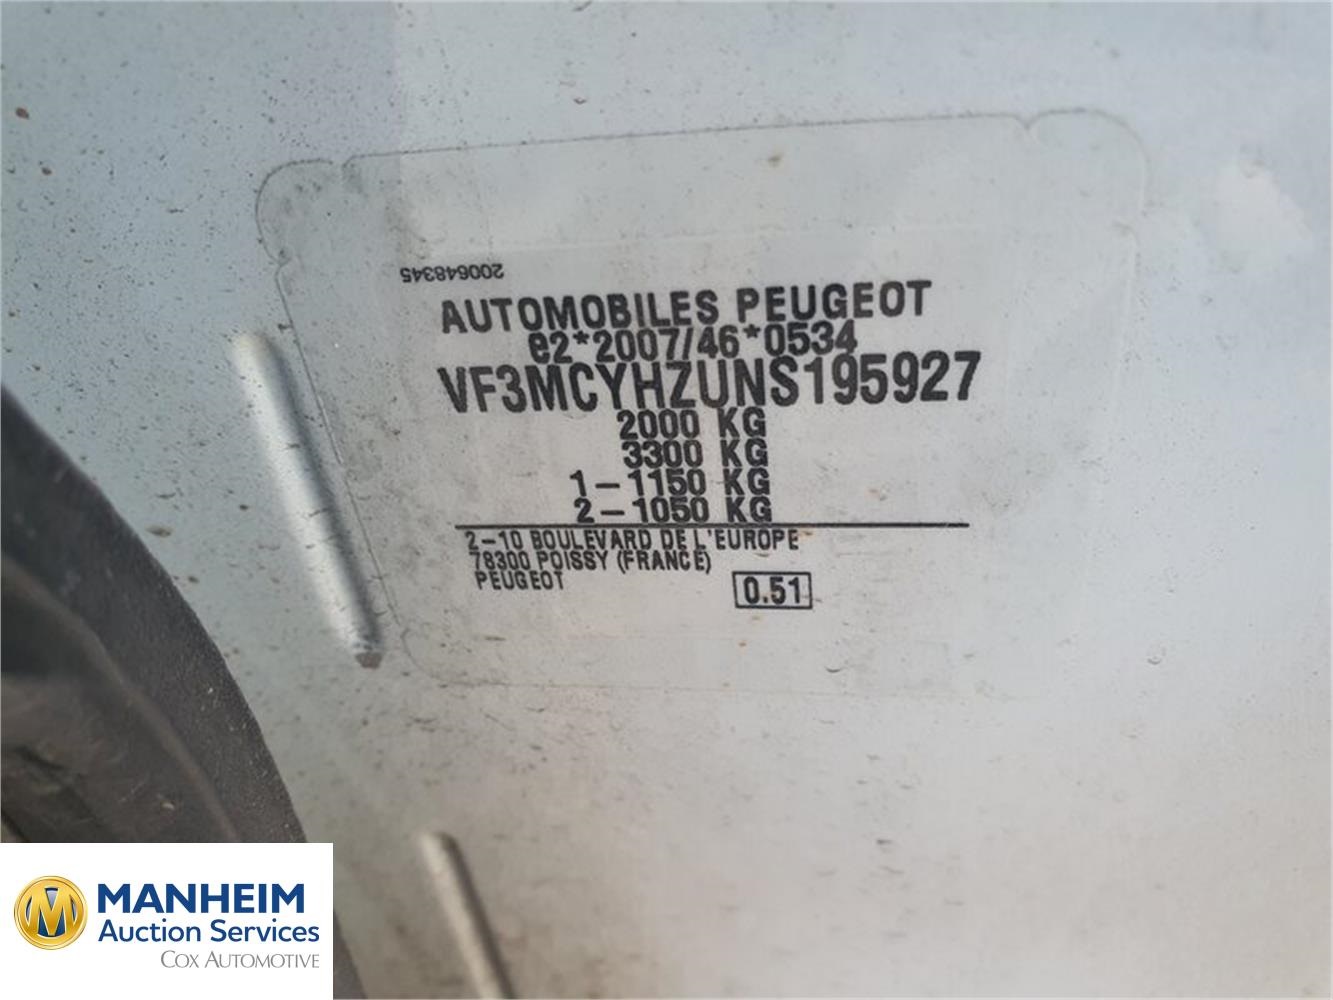 200648345
AUTOMOBILES PEUGEOT
e2*2007/46*0534
VF3MCYHZUNS195927
2000 KG
3300 KG
1-1150 KG
2-1050 KG
2-10 BOULEVARD DE L'EUROPE
78300 POISSY (FRANCE)
PEUGEOT
0.51
MANHEIM
Auction Services
COX AUTOMOTIVE